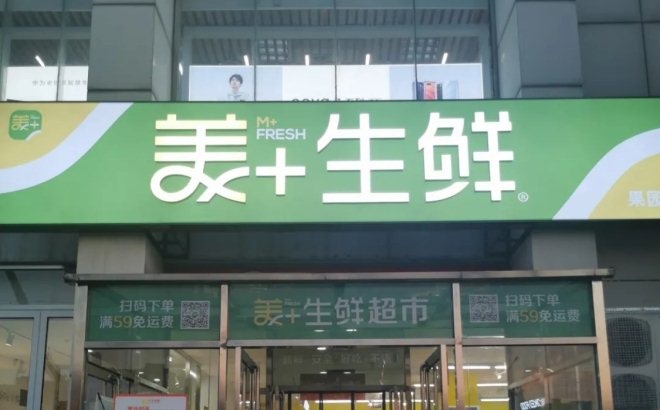 美+
M+
FRESH
美+生鲜®
果园
扫码下单
满59免运费
美+生鲜超市
扫码下单
满59免运费